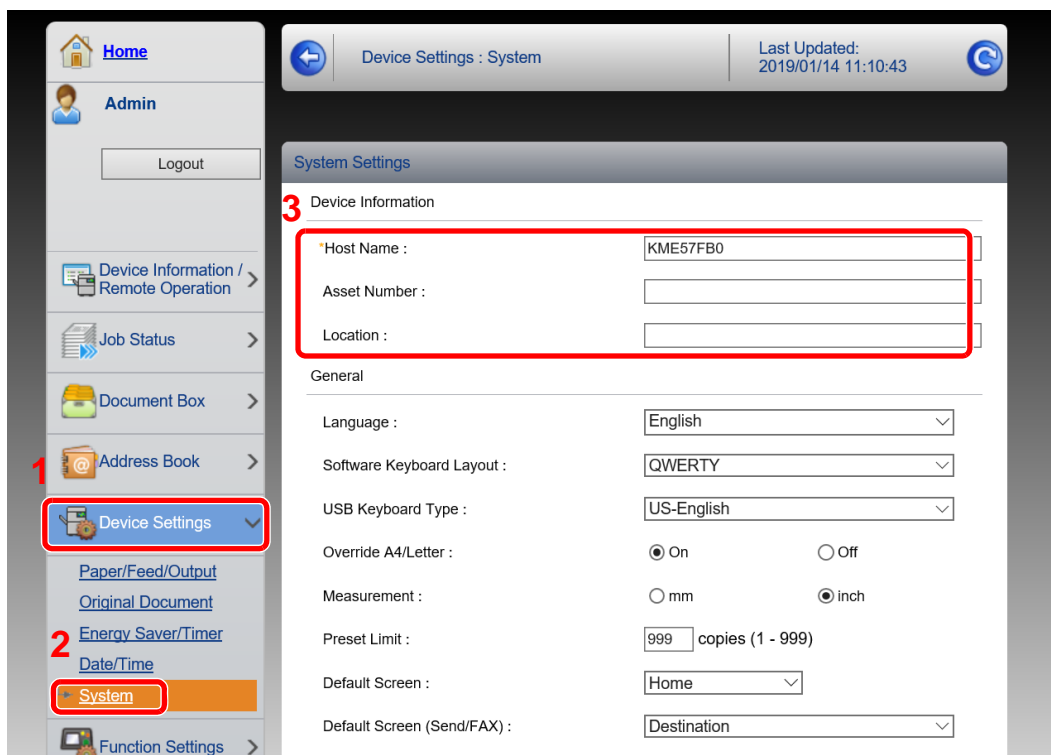 Home
Admin
Logout
Device Information /
Remote Operation
Job Status
Document Box
1
Address Book
Device Settings
Paper/Feed/Output
Original Document
Energy Saver/Timer
2
Date/Time
System
Function Settings
Device Settings : System
Last Updated:
2019/01/14 11:10:43
System Settings
3
Device Information
*Host Name : KME57FB0
Asset Number :
Location :
General
Language : English
Software Keyboard Layout : QWERTY
USB Keyboard Type : US-English
Override A4/Letter : On Off
Measurement : mm inch
Preset Limit : 999 copies (1 - 999)
Default Screen : Home
Default Screen (Send/FAX) : Destination